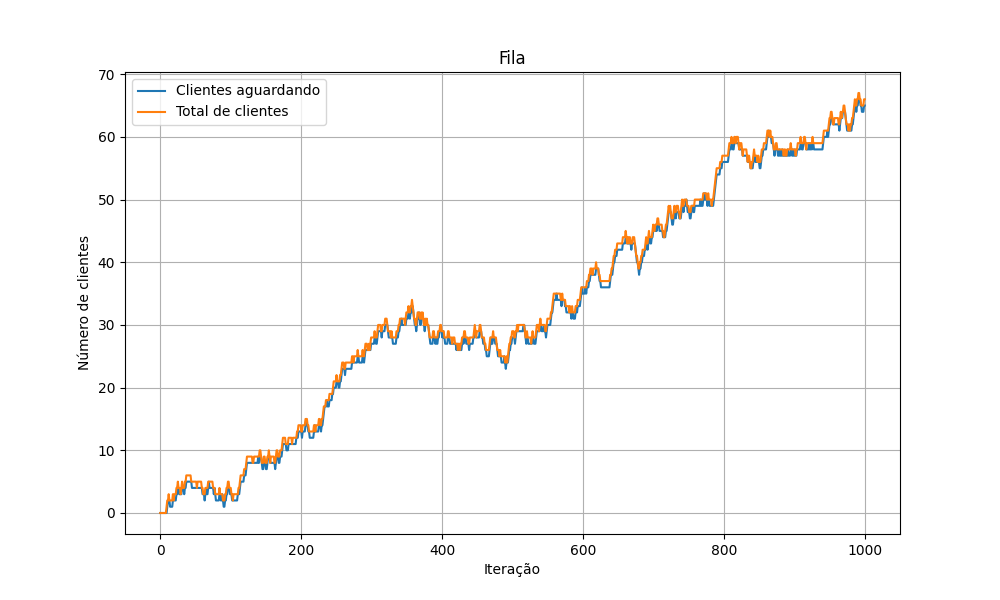 Fila
Clientes aguardando
Total de clientes
Número de clientes
70
60
50
40
30
20
10
0
0 200 400 600 800 1000
Iteração